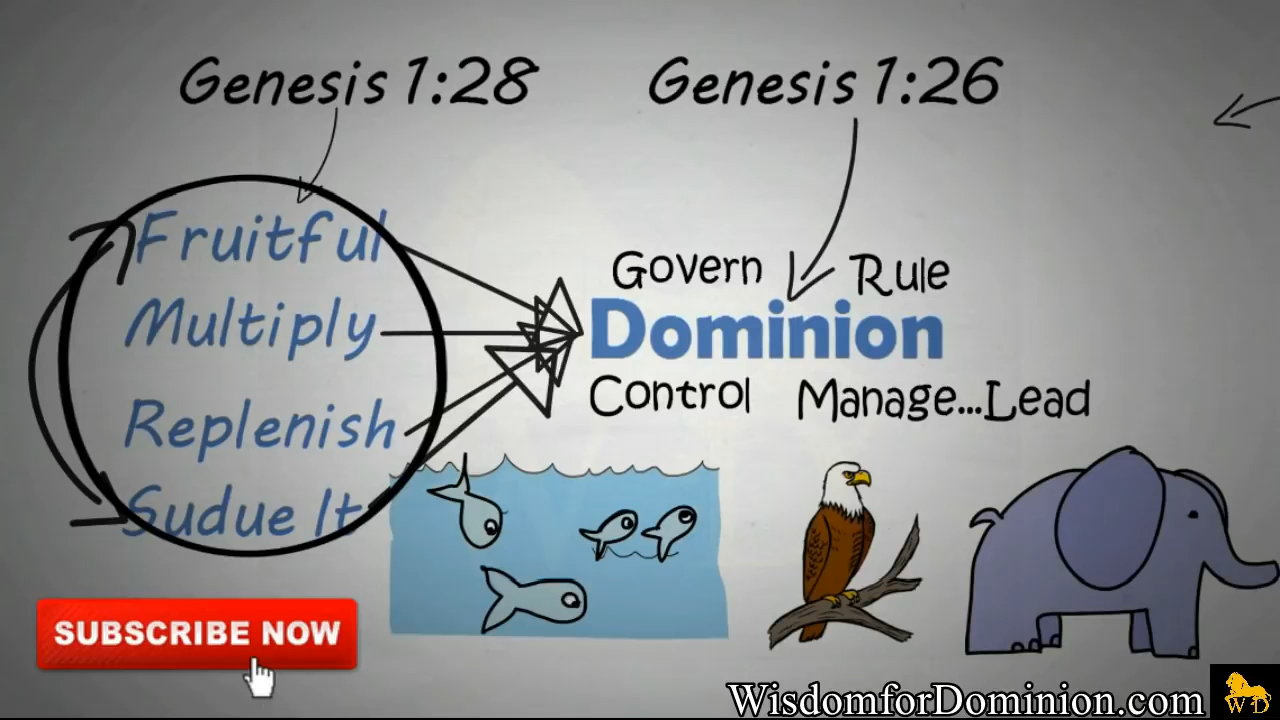 Genesis 1:28
Genesis 1:26
Fruitful
Multiply
Replenish
Sudue It
Govern Rule
Dominion
Control Manage...Lead
SUBSCRIBE NOW
WisdomforDominion.com
WD